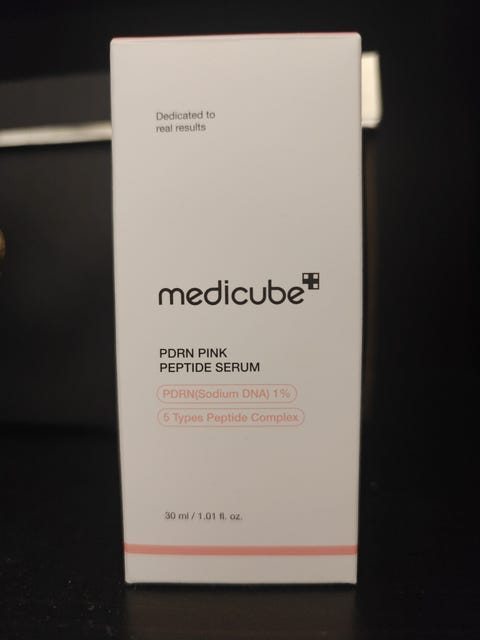 Dedicated to
real results
medicube
PDRN PINK
PEPTIDE SERUM
PDRN(Sodium DNA) 1%
5 Types Peptide Complex
30 ml / 1.01 fl. oz.